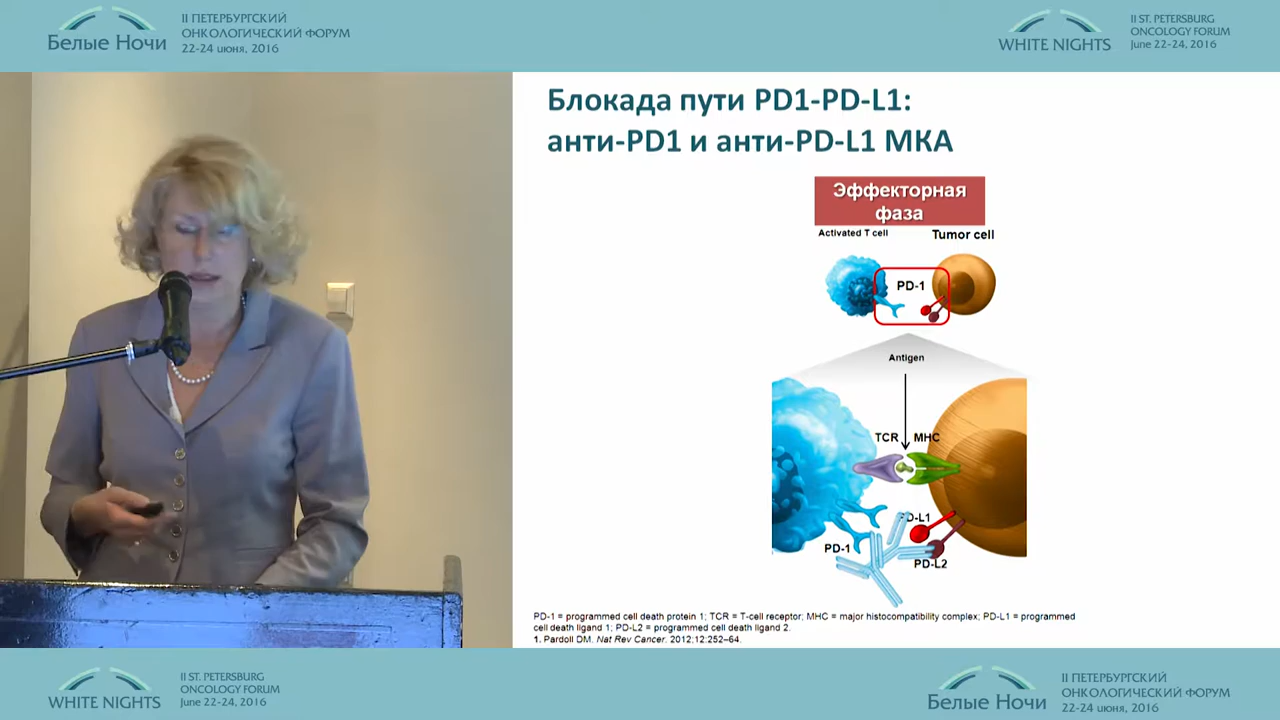 Белые Ночи
II ПЕТЕРБУРГСКИЙ
ОНКОЛОГИЧЕСКИЙ ФОРУМ
22-24 июня, 2016
WHITE NIGHTS
II ST. PETERSBURG
ONCOLOGY FORUM
June 22-24, 2016
Блокада пути PD1-PD-L1:
анти-PD1 и анти-PD-L1 МКА
Эффекторная
фаза
Activated T cell
Tumor cell
PD-1
Antigen
TCR
MHC
PD-L1
PD-1
PD-L2
PD-1 = programmed cell death protein 1; TCR = T-cell receptor; MHC = major histocompatibility complex; PD-L1 = programmed
cell death ligand 1; PD-L2 = programmed cell death ligand 2.
1. Pardoll DM. Nat Rev Cancer. 2012;12:252–64.
WHITE NIGHTS
II ST. PETERSBURG
ONCOLOGY FORUM
June 22-24, 2016
Белые Ночи
II ПЕТЕРБУРГСКИЙ
ОНКОЛОГИЧЕСКИЙ ФОРУМ
22-24 июня, 2016